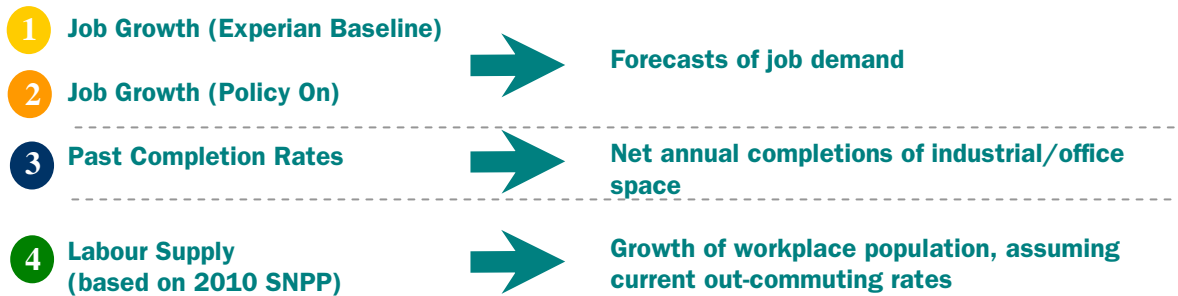 1 Job Growth (Experian Baseline)
Forecasts of job demand
2 Job Growth (Policy On)
3 Past Completion Rates
Net annual completions of industrial/office
space
4 Labour Supply
(based on 2010 SNPP)
Growth of workplace population, assuming
current out-commuting rates